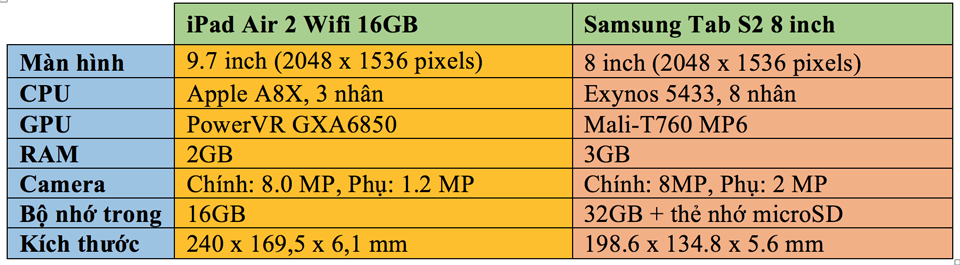 iPad Air 2 Wifi 16GB Samsung Tab S2 8 inch
Màn hình 9.7 inch (2048 x 1536 pixels) 8 inch (2048 x 1536 pixels)
CPU Apple A8X, 3 nhân Exynos 5433, 8 nhân
GPU PowerVR GXA6850 Mali-T760 MP6
RAM 2GB 3GB
Camera Chính: 8.0 MP, Phụ: 1.2 MP Chính: 8MP, Phụ: 2 MP
Bộ nhớ trong 16GB 32GB + thẻ nhớ microSD
Kích thước 240 x 169,5 x 6,1 mm 198.6 x 134.8 x 5.6 mm